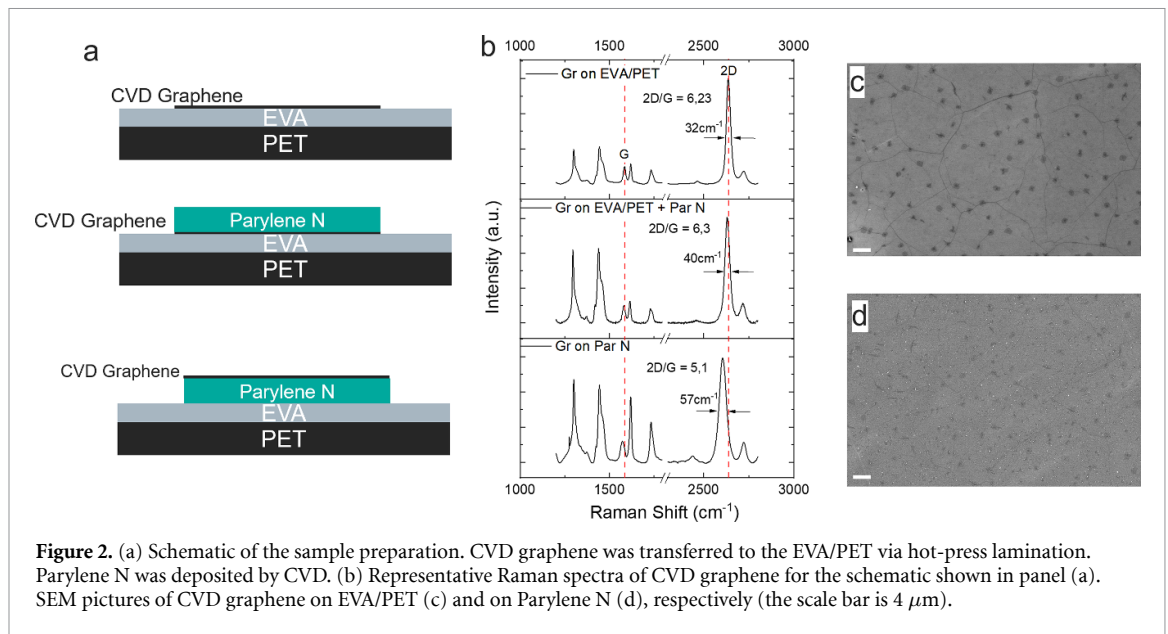 a
CVD Graphene
EVA
PET
CVD Graphene
Parylene N
EVA
PET
CVD Graphene
Parylene N
EVA
PET
b
1000 1500 2500 3000
Gr on EVA/PET
2D
2D/G = 6,23
32cm⁻¹
G
Gr on EVA/PET + Par N
2D/G = 6,3
40cm⁻¹
Gr on Par N
2D/G = 5,1
57cm⁻¹
Intensity (a.u.)
1000 1500 2500 3000
Raman Shift (cm⁻¹)
c
d
Figure 2. (a) Schematic of the sample preparation. CVD graphene was transferred to the EVA/PET via hot-press lamination.
Parylene N was deposited by CVD. (b) Representative Raman spectra of CVD graphene for the schematic shown in panel (a).
SEM pictures of CVD graphene on EVA/PET (c) and on Parylene N (d), respectively (the scale bar is 4 μm).